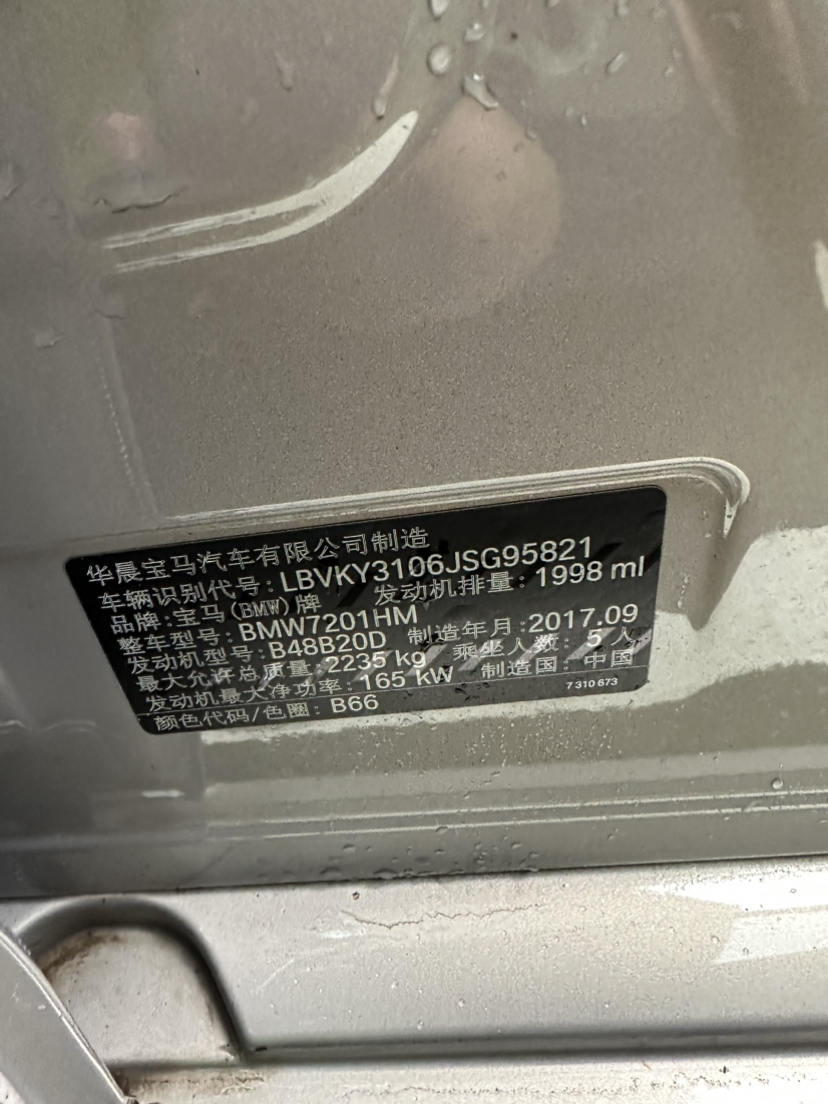 华晨宝马汽车有限公司制造
车辆识别代号:LBVKY3106JSG95821
品牌:宝马(BMW)牌 发动机排量:1998 ml
整车型号:BMW7201HM
发动机型号:B48B20D 制造年月:2017.09
最大允许总质量:2235 kg 乘坐人数:5人
发动机最大净功率:165 kW 制造国:中国
颜色代码/色圈:B66 7 310 673